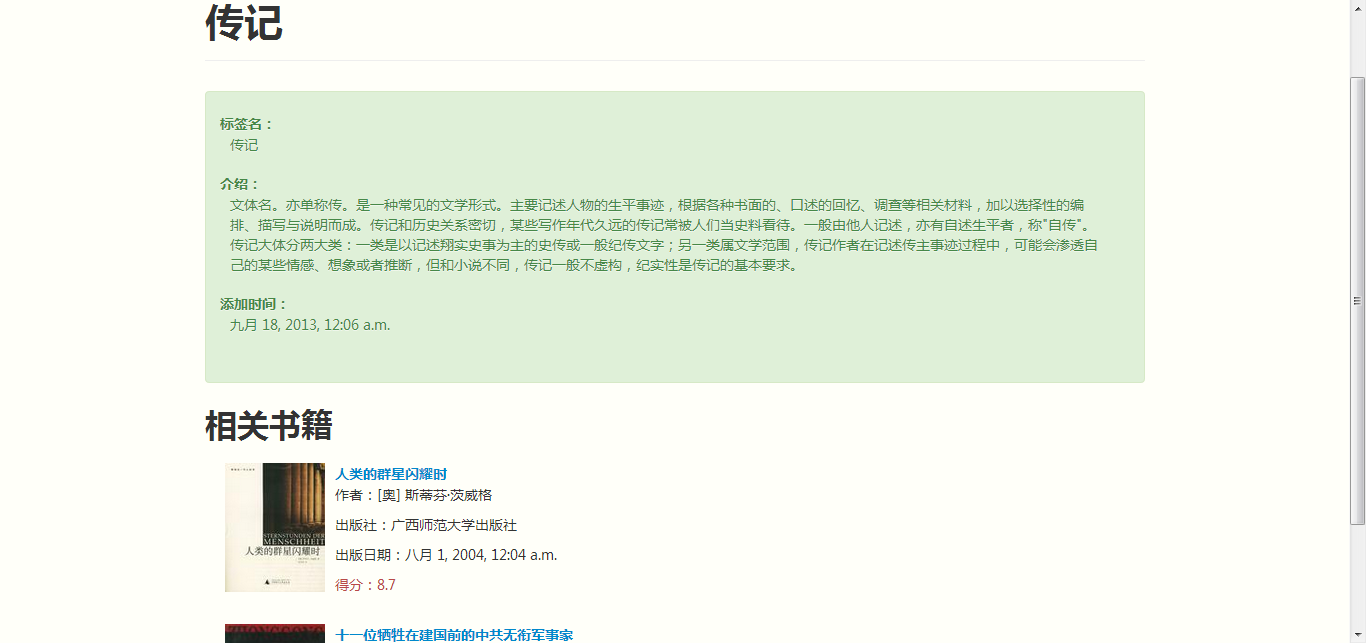 传记
标签名：
传记
介绍：
文体名。亦单称传。是一种常见的文学形式。主要记述人物的生平事迹，根据各种书面的、口述的回忆、调查等相关材料，加以选择性的编
排、描写与说明而成。传记和历史关系密切，某些写作年代久远的传记常被人们当史料看待。一般由他人记述，亦有自述生平者，称"自传"。
传记大体分两大类：一类是以记述翔实史事为主的史传或一般纪传文字；另一类属文学范围，传记作者在记述传主事迹过程中，可能会渗透自
己的某些情感、想象或者推断，但和小说不同，传记一般不虚构，纪实性是传记的基本要求。
添加时间：
九月 18, 2013, 12:06 a.m.
相关书籍
STERNSTUNDEN DER
MENSCHHEIT
人类的群星闪耀时
人类的群星闪耀时
作者：[奥] 斯蒂芬·茨威格
出版社：广西师范大学出版社
出版日期：八月 1, 2004, 12:04 a.m.
得分：8.7
十一位牺牲在建国前的中共无衔军事家